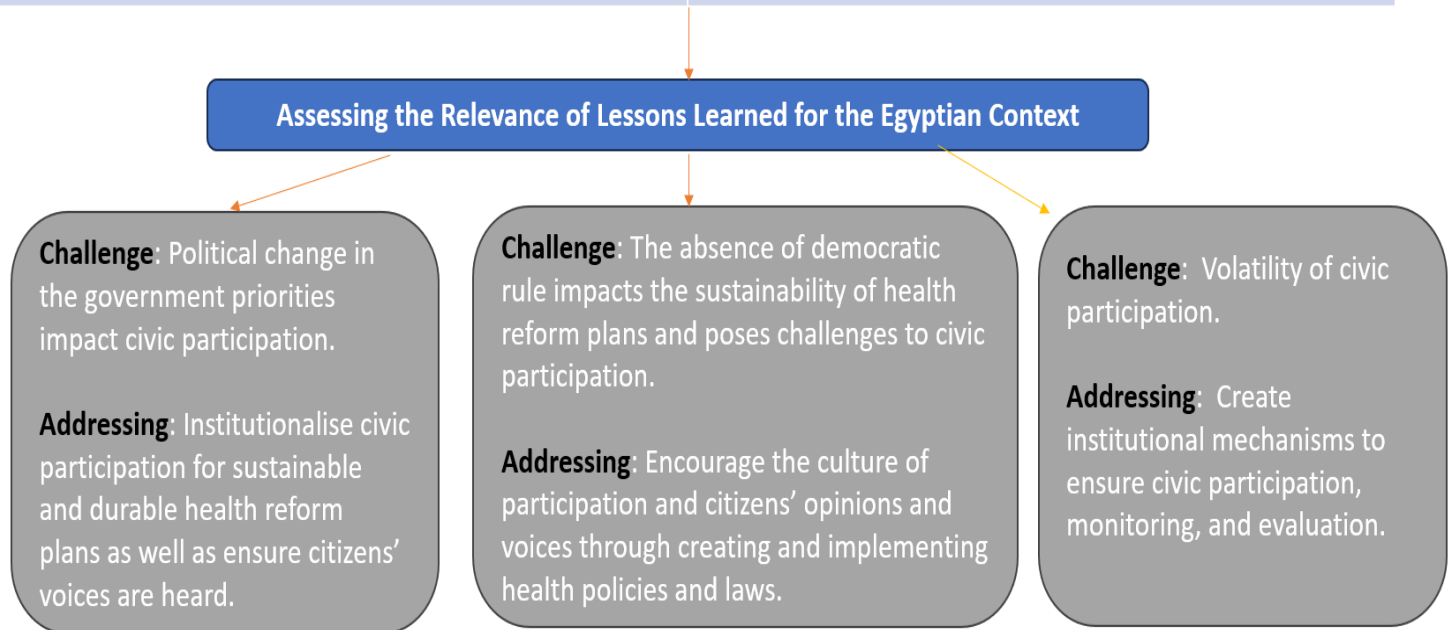 Assessing the Relevance of Lessons Learned for the Egyptian Context
Challenge: Political change in
the government priorities
impact civic participation.
Addressing: Institutionalise civic
participation for sustainable
and durable health reform
plans as well as ensure citizens’
voices are heard.
Challenge: The absence of democratic
rule impacts the sustainability of health
reform plans and poses challenges to civic
participation.
Addressing: Encourage the culture of
participation and citizens’ opinions and
voices through creating and implementing
health policies and laws.
Challenge:  Volatility of civic
participation.
Addressing:  Create
institutional mechanisms to
ensure civic participation,
monitoring, and evaluation.